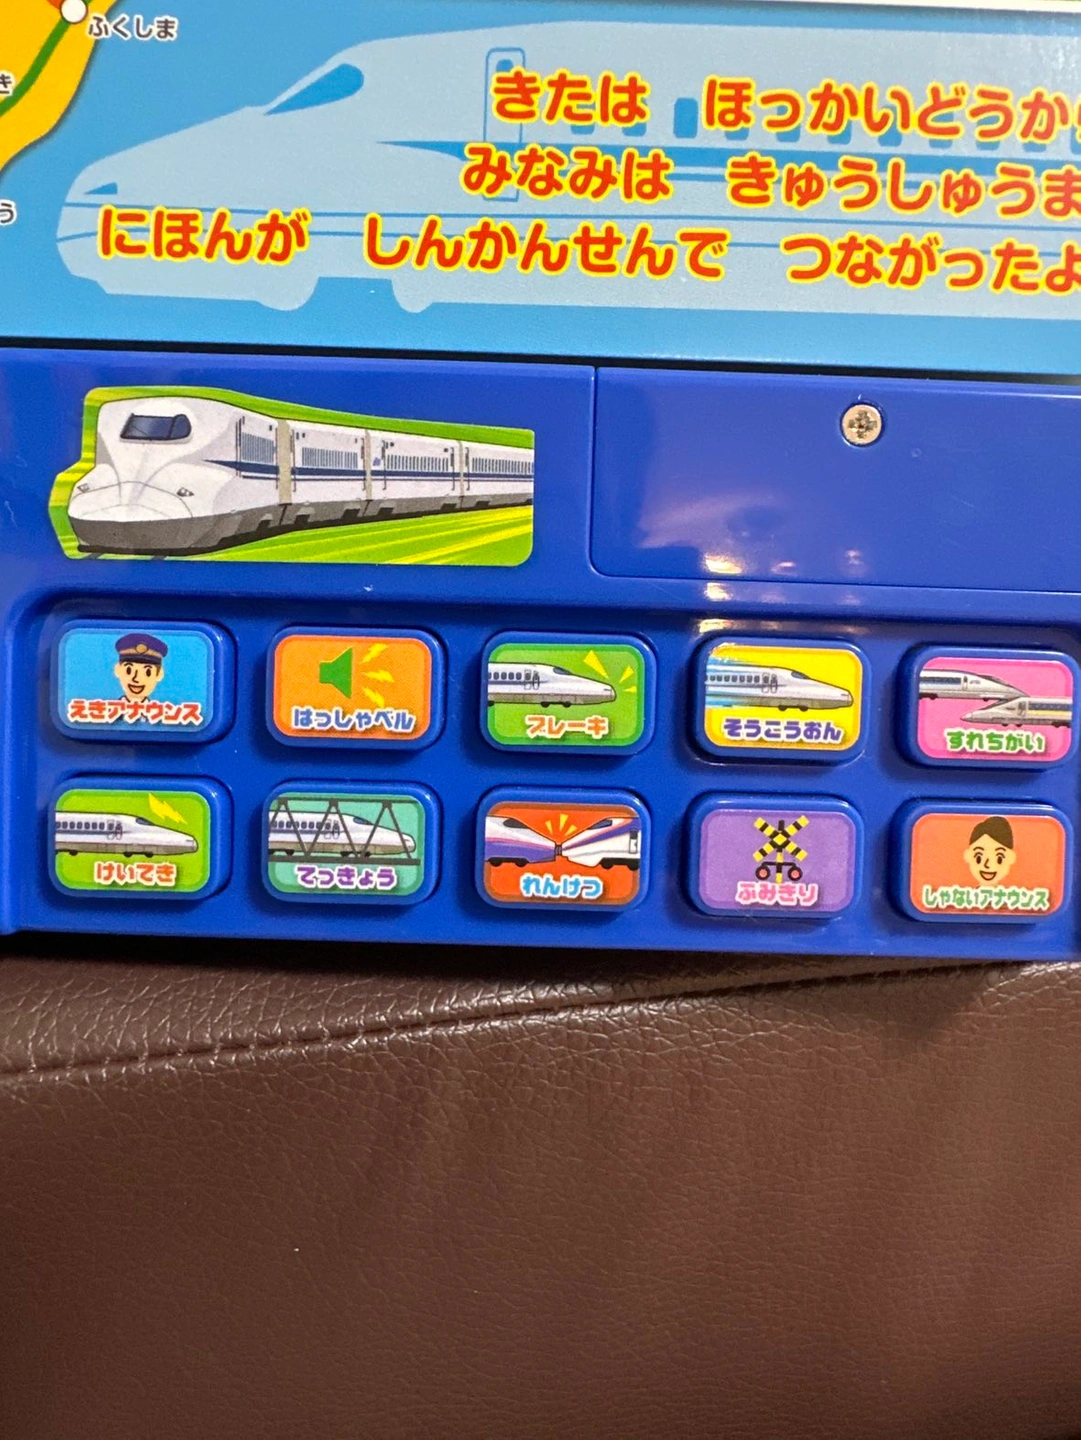 ふくしま
き
う
きたは ほっかいどうから
みなみは きゅうしゅうま
にほんが しんかんせんで つながったよ
えきアナウンス
はっしゃベル
ブレーキ
そうこうおん
すれちがい
けいてき
てっきょう
れんけつ
ふみきり
しゃないアナウンス